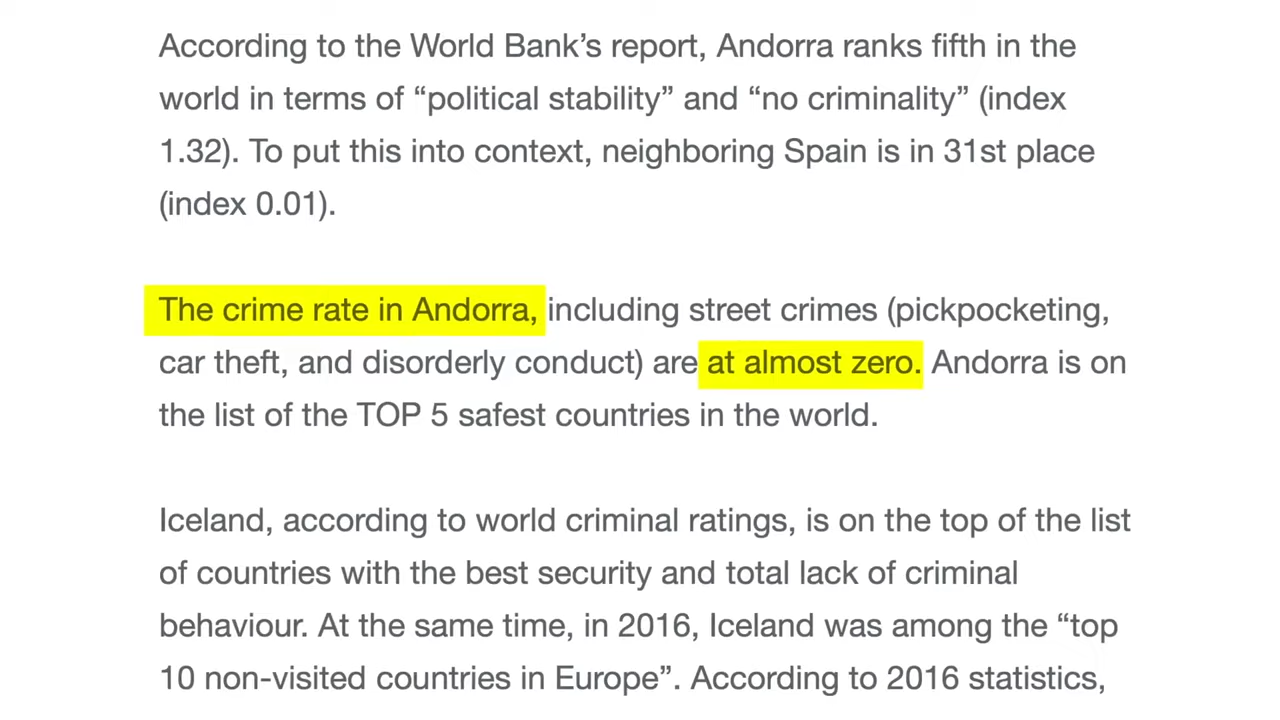 According to the World Bank’s report, Andorra ranks fifth in the
world in terms of “political stability” and “no criminality” (index
1.32). To put this into context, neighboring Spain is in 31st place
(index 0.01).
The crime rate in Andorra, including street crimes (pickpocketing,
car theft, and disorderly conduct) are at almost zero. Andorra is on
the list of the TOP 5 safest countries in the world.
Iceland, according to world criminal ratings, is on the top of the list
of countries with the best security and total lack of criminal
behaviour. At the same time, in 2016, Iceland was among the “top
10 non-visited countries in Europe”. According to 2016 statistics,